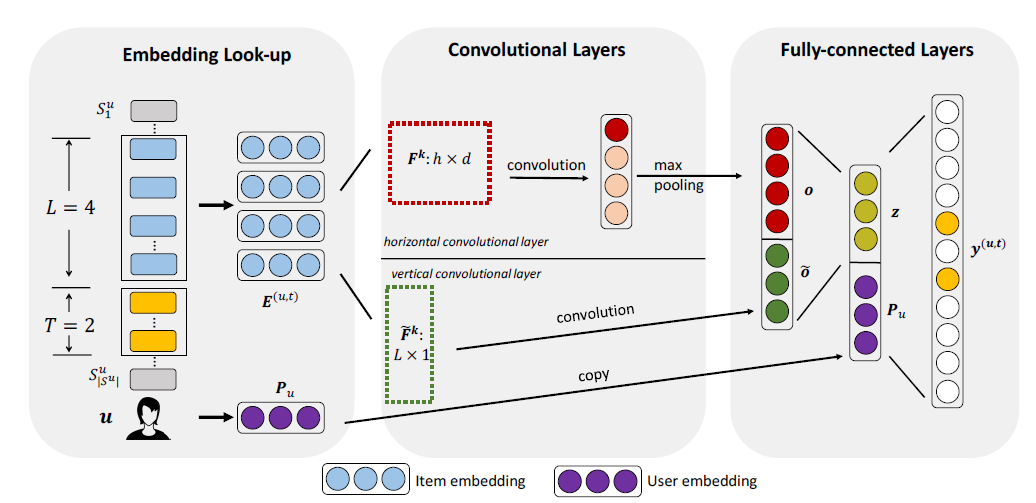 Embedding Look-up
Convolutional Layers
Fully-connected Layers
S₁ᵘ
L = 4
T = 2
Sᵘ|Sᵘ|
u
E⁽ᵘ,ᵗ⁾
Pᵤ
Fᵏ: h × d
convolution
max
pooling
horizontal convolutional layer
vertical convolutional layer
F̃ᵏ:
L × 1
convolution
copy
o
õ
z
Pᵤ
y⁽ᵘ,ᵗ⁾
Item embedding
User embedding